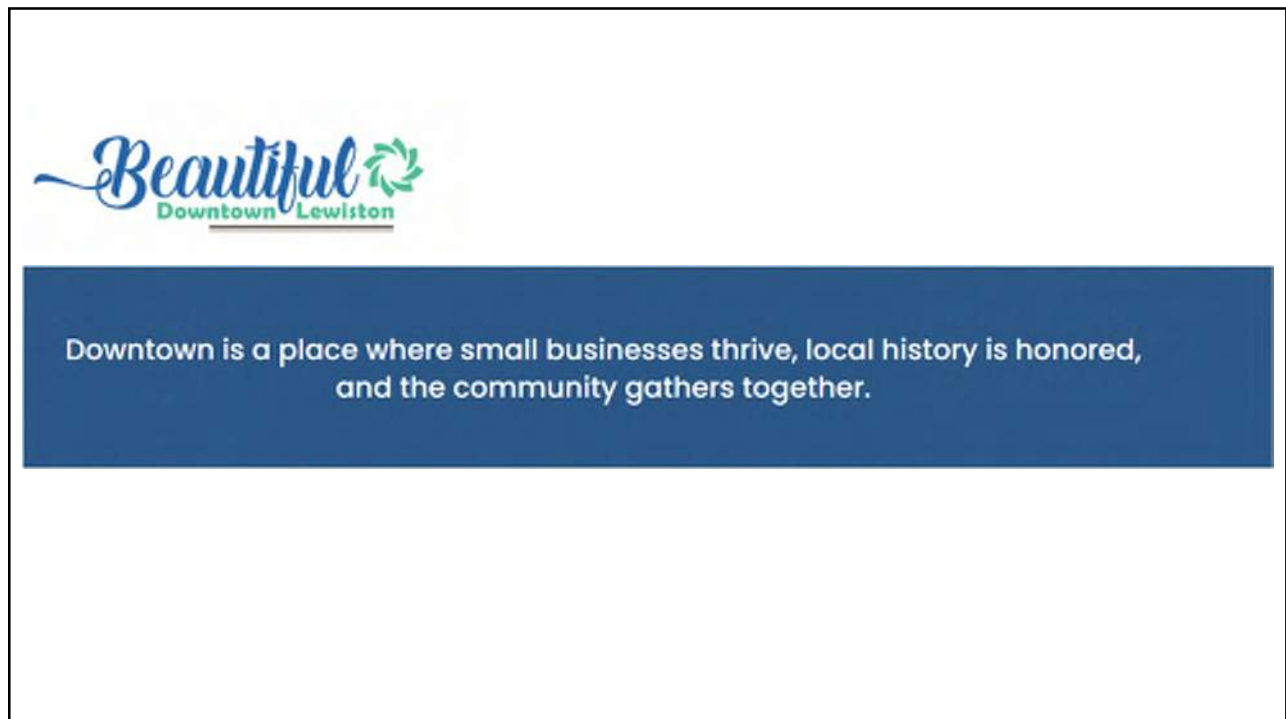 Beautiful
Downtown Lewiston
Downtown is a place where small businesses thrive, local history is honored,
and the community gathers together.